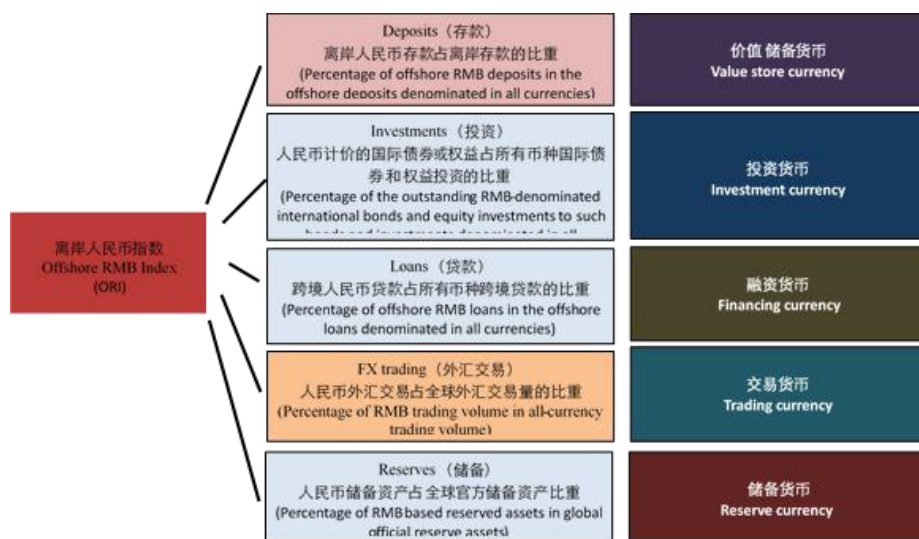 Deposits（存款）
离岸人民币存款占离岸存款的比重
(Percentage of offshore RMB deposits in the
offshore deposits denominated in all currencies)
价值 储备货币
Value store currency
Investments（投资）
人民币计价的国际债券或权益占所有币种国际债
券和权益投资的比重
(Percentage of the outstanding RMB-denominated
international bonds and equity investments to such
投资货币
Investment currency
离岸人民币指数
Offshore RMB Index
(ORI)
Loans（贷款）
跨境人民币贷款占所有币种跨境贷款的比重
(Percentage of offshore RMB loans in the offshore
loans denominated in all currencies)
融资货币
Financing currency
FX trading（外汇交易）
人民币外汇交易占全球外汇交易量的比重
(Percentage of RMB trading volume in all-currency
trading volume)
交易货币
Trading currency
Reserves（储备）
人民币储备资产占全球官方储备资产比重
(Percentage of RMB based reserved assets in global
official reserve assets)
储备货币
Reserve currency